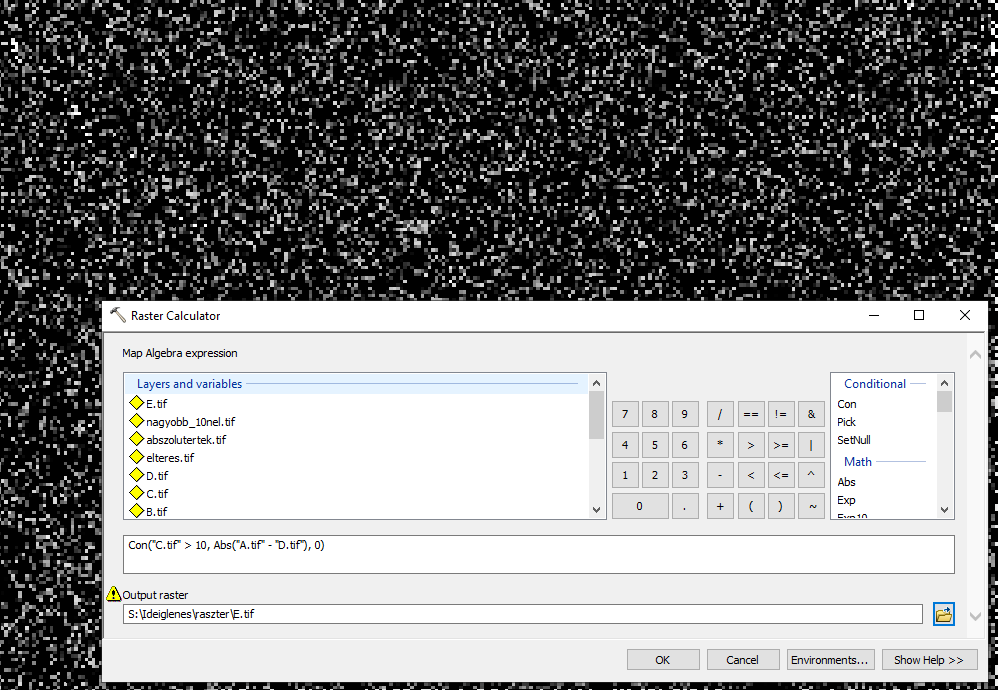 Raster Calculator
Map Algebra expression
Layers and variables
E.tif
nagyobb_10nel.tif
abszolutertek.tif
elteres.tif
D.tif
C.tif
B.tif
7 8 9 / == != &
4 5 6 * > >= |
1 2 3 - < <= ^
0 . + ( ) ~
Conditional
Con
Pick
SetNull
Math
Abs
Exp
Exp10
Con("C.tif" > 10, Abs("A.tif" - "D.tif"), 0)
Output raster
S:\Ideiglenes\raszter\E.tif
OK Cancel Environments... Show Help >>